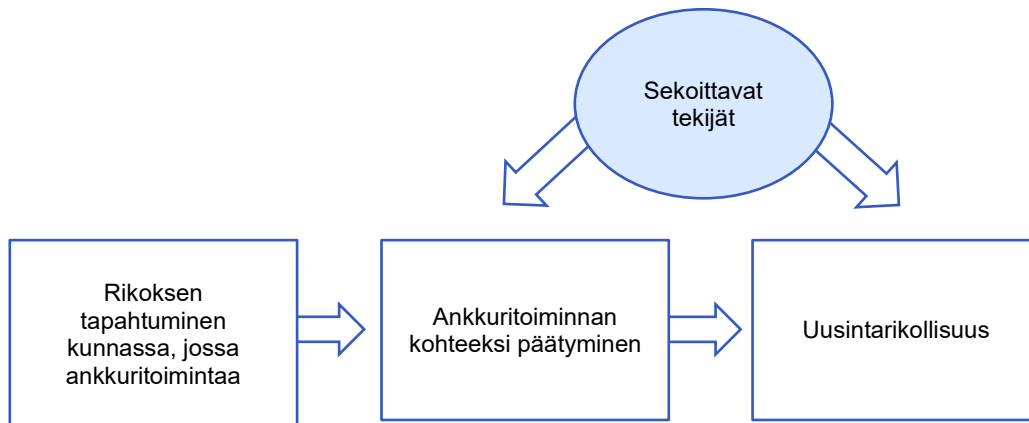 Sekoittavat
tekijät
Rikoksen
tapahtuminen
kunnassa, jossa
ankkuritoimintaa
Ankkuritoiminnan
kohteeksi päätyminen
Uusintarikollisuus